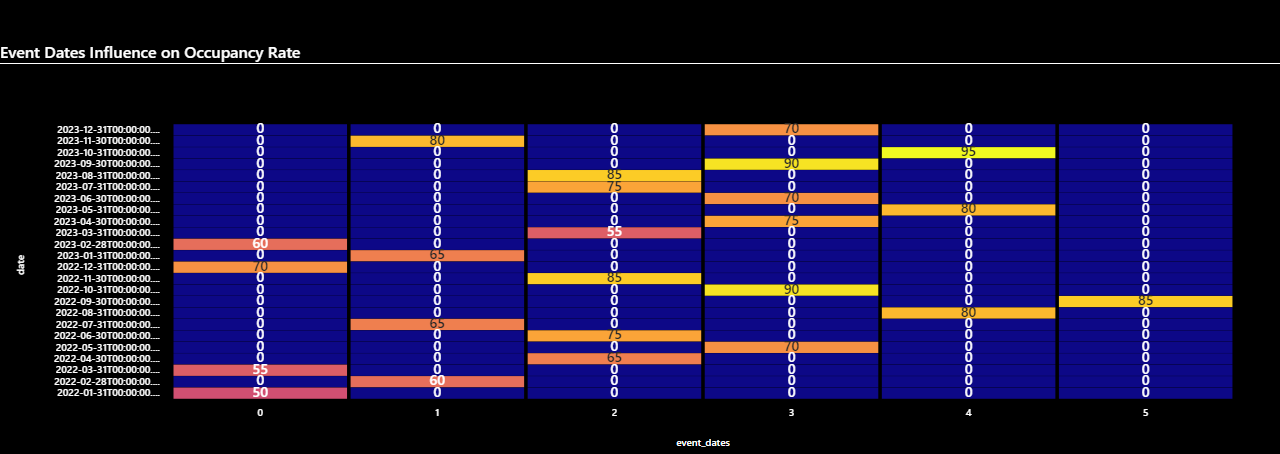 Event Dates Influence on Occupancy Rate
2023-12-31T00:00:00.... 0 0 0 70 0 0
2023-11-30T00:00:00.... 0 80 0 0 0 0
2023-10-31T00:00:00.... 0 0 0 0 95 0
2023-09-30T00:00:00.... 0 0 0 90 0 0
2023-08-31T00:00:00.... 0 0 85 0 0 0
2023-07-31T00:00:00.... 0 0 75 0 0 0
2023-06-30T00:00:00.... 0 0 0 70 0 0
2023-05-31T00:00:00.... 0 0 0 0 80 0
2023-04-30T00:00:00.... 0 0 0 75 0 0
2023-03-31T00:00:00.... 0 0 55 0 0 0
2023-02-28T00:00:00.... 60 0 0 0 0 0
2023-01-31T00:00:00.... 0 65 0 0 0 0
2022-12-31T00:00:00.... 70 0 0 0 0 0
2022-11-30T00:00:00.... 0 0 85 0 0 0
2022-10-31T00:00:00.... 0 0 0 90 0 0
2022-09-30T00:00:00.... 0 0 0 0 0 85
2022-08-31T00:00:00.... 0 0 0 0 80 0
2022-07-31T00:00:00.... 0 65 0 0 0 0
2022-06-30T00:00:00.... 0 0 75 0 0 0
2022-05-31T00:00:00.... 0 0 0 70 0 0
2022-04-30T00:00:00.... 0 0 65 0 0 0
2022-03-31T00:00:00.... 55 0 0 0 0 0
2022-02-28T00:00:00.... 0 60 0 0 0 0
2022-01-31T00:00:00.... 50 0 0 0 0 0
date
0 1 2 3 4 5
event_dates